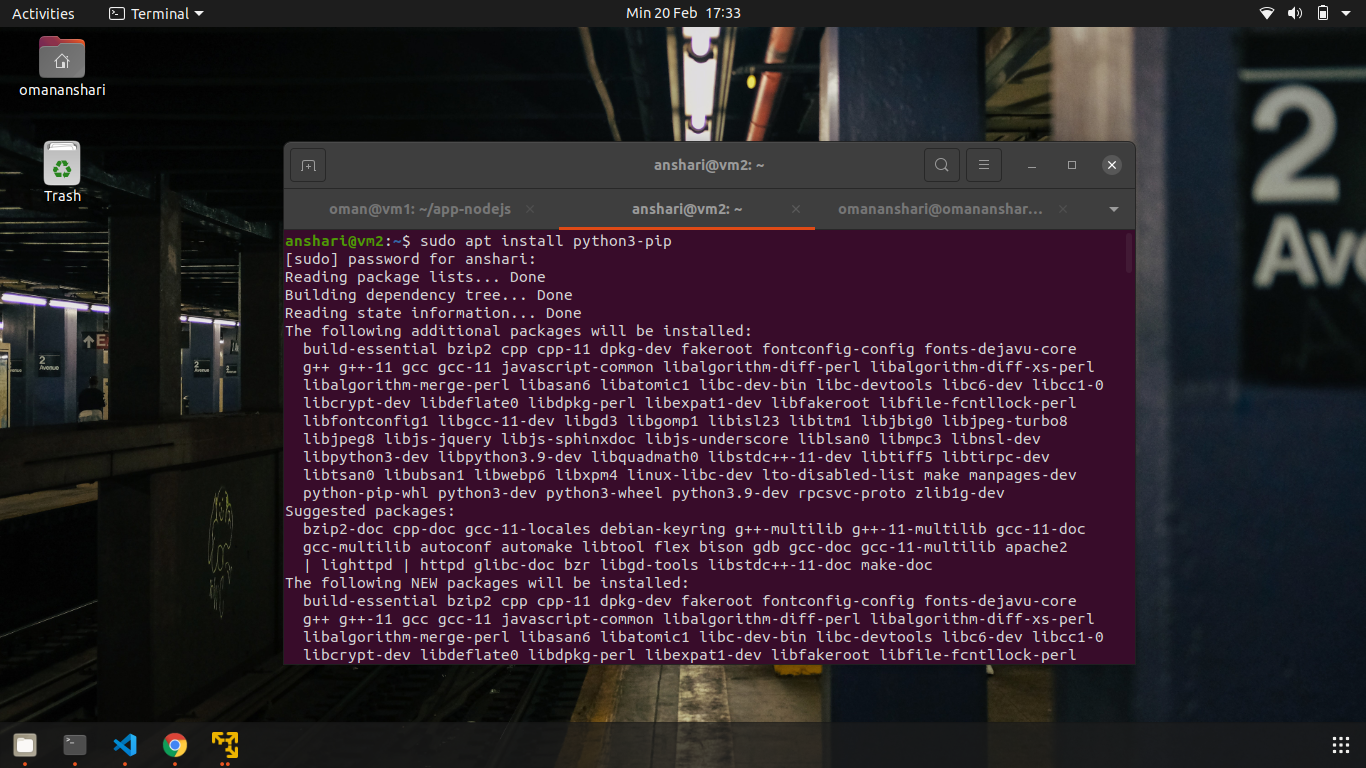 Activities
Terminal
Min 20 Feb 17:33
omananshari
Trash
2
Ave
2
Avenue
2
anshari@vm2: ~
oman@vm1: ~/app-nodejs
anshari@vm2: ~
omananshari@omananshar...
anshari@vm2:~$ sudo apt install python3-pip
[sudo] password for anshari:
Reading package lists... Done
Building dependency tree... Done
Reading state information... Done
The following additional packages will be installed:
build-essential bzip2 cpp cpp-11 dpkg-dev fakeroot fontconfig-config fonts-dejavu-core
g++ g++-11 gcc gcc-11 javascript-common libalgorithm-diff-perl libalgorithm-diff-xs-perl
libalgorithm-merge-perl libasan6 libatomic1 libc-dev-bin libc-devtools libc6-dev libcc1-0
libcrypt-dev libdeflate0 libdpkg-perl libexpat1-dev libfakeroot libfile-fcntllock-perl
libfontconfig1 libgcc-11-dev libgd3 libgomp1 libisl23 libitm1 libjbig0 libjpeg-turbo8
libjpeg8 libjs-jquery libjs-sphinxdoc libjs-underscore liblsan0 libmpc3 libnsl-dev
libpython3-dev libpython3.9-dev libquadmath0 libstdc++-11-dev libtiff5 libtirpc-dev
libtsan0 libubsan1 libwebp6 libxpm4 linux-libc-dev lto-disabled-list make manpages-dev
python-pip-whl python3-dev python3-wheel python3.9-dev rpcsvc-proto zlib1g-dev
Suggested packages:
bzip2-doc cpp-doc gcc-11-locales debian-keyring g++-multilib g++-11-multilib gcc-11-doc
gcc-multilib autoconf automake libtool flex bison gdb gcc-doc gcc-11-multilib apache2
| lighttpd | httpd glibc-doc bzr libgd-tools libstdc++-11-doc make-doc
The following NEW packages will be installed:
build-essential bzip2 cpp cpp-11 dpkg-dev fakeroot fontconfig-config fonts-dejavu-core
g++ g++-11 gcc gcc-11 javascript-common libalgorithm-diff-perl libalgorithm-diff-xs-perl
libalgorithm-merge-perl libasan6 libatomic1 libc-dev-bin libc-devtools libc6-dev libcc1-0
libcrypt-dev libdeflate0 libdpkg-perl libexpat1-dev libfakeroot libfile-fcntllock-perl